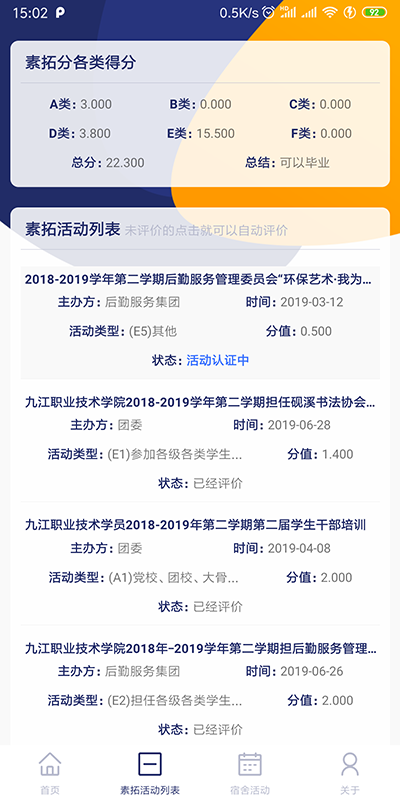 15:02 0.5K/s HD 92
素拓分各类得分
A类: 3.000 B类: 0.000 C类: 0.000
D类: 3.800 E类: 15.500 F类: 0.000
总分: 22.300 总结: 可以毕业
素拓活动列表 未评价的点击就可以自动评价
2018-2019学年第二学期后勤服务管理委员会“环保艺术·我为...
主办方: 后勤服务集团 时间: 2019-03-12
活动类型: (E5)其他 分值: 0.500
状态: 活动认证中
九江职业技术学院2018-2019学年第二学期担任砚溪书法协会...
主办方: 团委 时间: 2019-06-28
活动类型: (E1)参加各级各类学生... 分值: 1.400
状态: 已经评价
九江职业技术学员2018-2019年第二学期第二届学生干部培训
主办方: 团委 时间: 2019-04-08
活动类型: (A1)党校、团校、大骨... 分值: 2.000
状态: 已经评价
九江职业技术学院2018年-2019学年第二学期担后勤服务管理...
主办方: 后勤服务集团 时间: 2019-06-26
活动类型: (E2)担任各级各类学生... 分值: 2.000
状态: 已经评价
首页 素拓活动列表 宿舍活动 关于